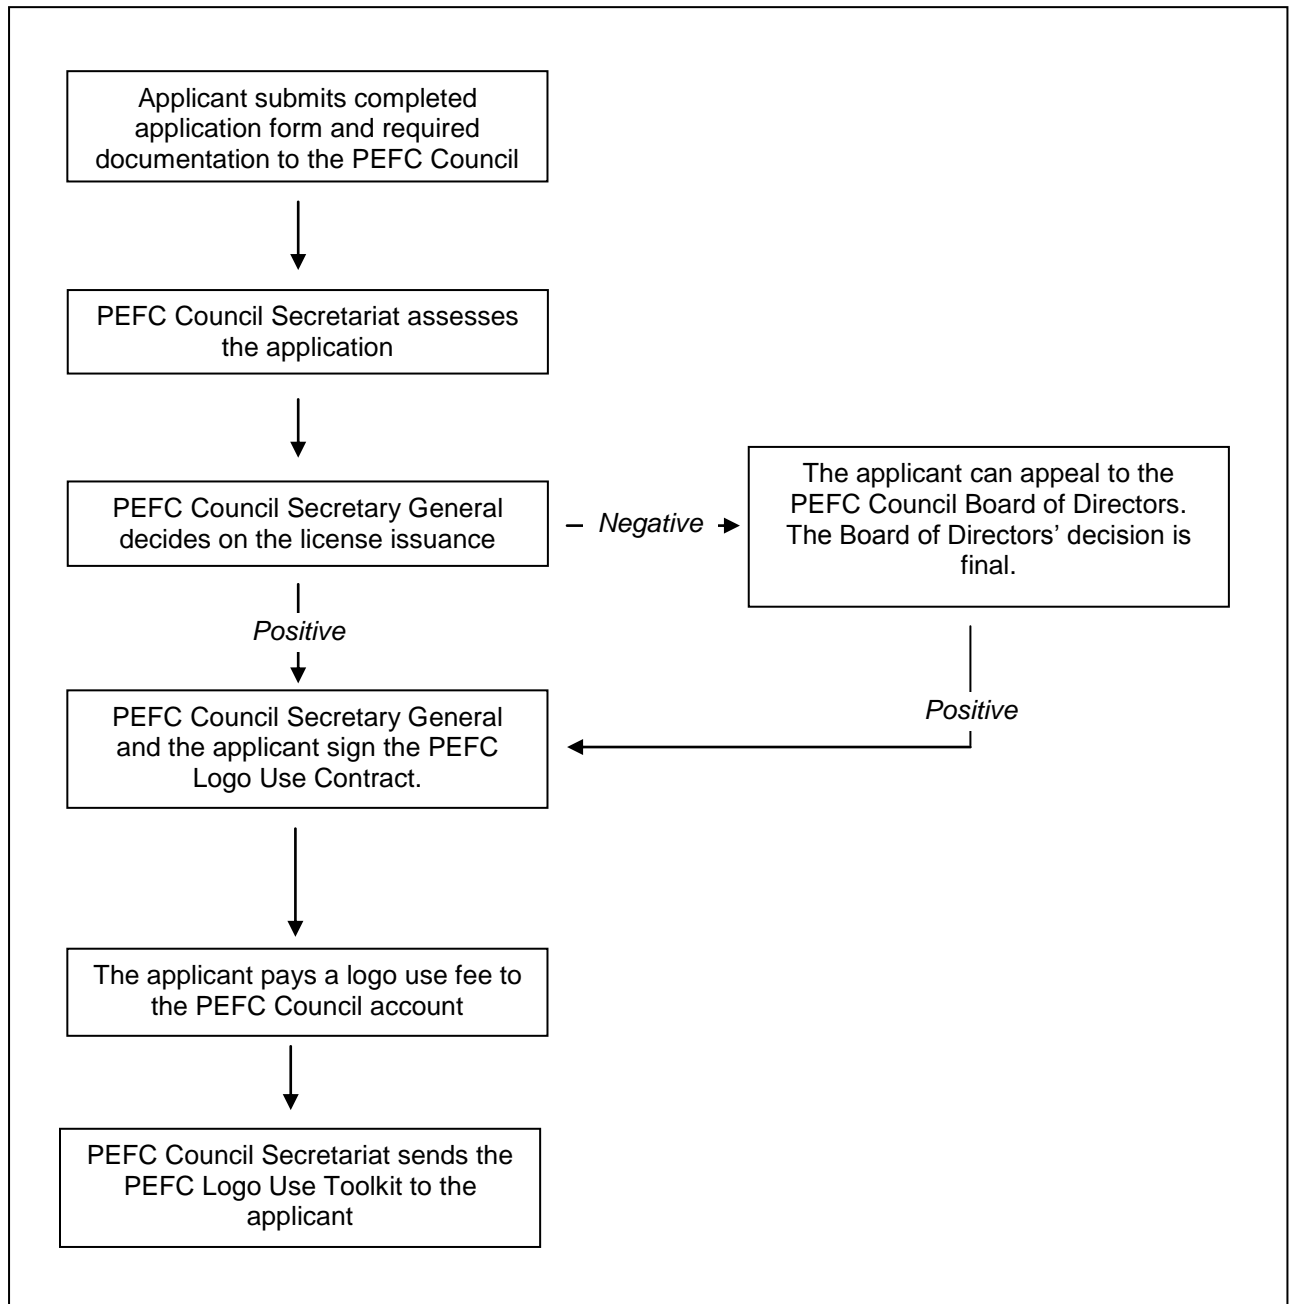 Applicant submits completed
application form and required
documentation to the PEFC Council
PEFC Council Secretariat assesses
the application
PEFC Council Secretary General
decides on the license issuance
Negative
The applicant can appeal to the
PEFC Council Board of Directors.
The Board of Directors’ decision is
final.
Positive
Positive
PEFC Council Secretary General
and the applicant sign the PEFC
Logo Use Contract.
The applicant pays a logo use fee to
the PEFC Council account
PEFC Council Secretariat sends the
PEFC Logo Use Toolkit to the
applicant